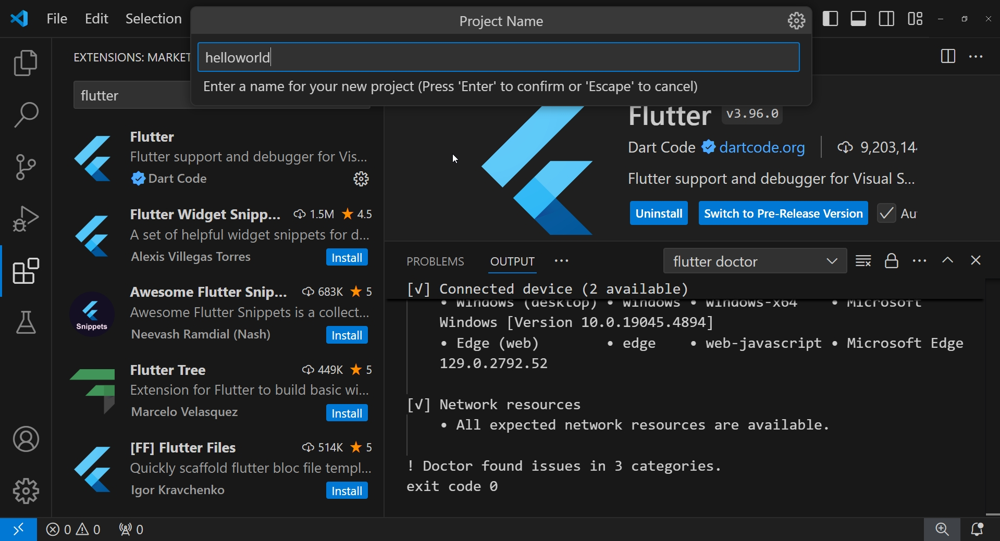 File Edit Selection
Project Name
helloworld
Enter a name for your new project (Press 'Enter' to confirm or 'Escape' to cancel)
EXTENSIONS: MARKET
flutter
Flutter
Flutter support and debugger for Vis...
Dart Code
Flutter Widget Snipp... 1.5M ★ 4.5
A set of helpful widget snippets for d...
Alexis Villegas Torres Install
Awesome Flutter Snip... 683K ★ 5
Awesome Flutter Snippets is a collect...
Neevash Ramdial (Nash) Install
Snippets
Flutter Tree 449K ★ 5
Extension for Flutter to build basic wi...
Marcelo Velasquez Install
[FF] Flutter Files 514K ★ 5
Quickly scaffold flutter bloc file templ...
Igor Kravchenko Install
Flutter v3.96.0
Dart Code dartcode.org 9,203,14
Flutter support and debugger for Visual S...
Uninstall Switch to Pre-Release Version Au
PROBLEMS OUTPUT ··· flutter doctor
[√] Connected device (2 available)
• Windows (desktop) • windows • windows-x64 • Microsoft
Windows [Version 10.0.19045.4894]
• Edge (web) • edge • web-javascript • Microsoft Edge
129.0.2792.52
[√] Network resources
• All expected network resources are available.
! Doctor found issues in 3 categories.
exit code 0
0 0 0